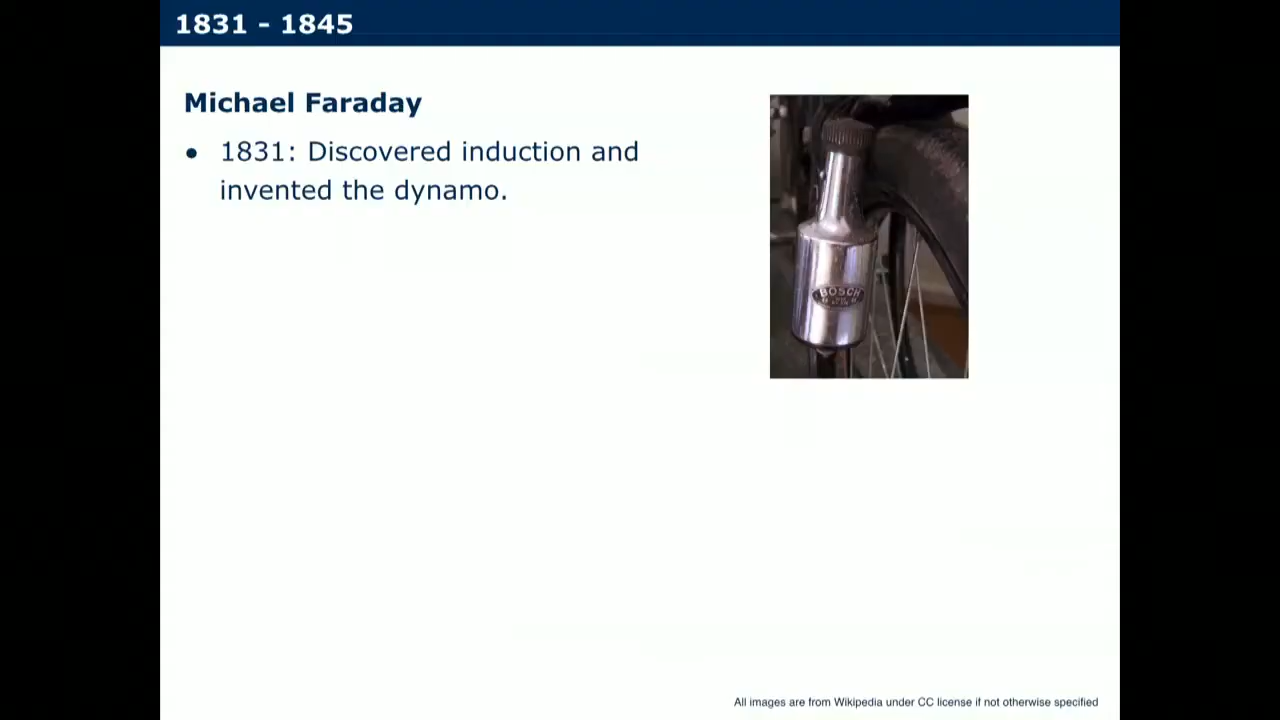 1831 - 1845
Michael Faraday
• 1831: Discovered induction and
invented the dynamo.
BOSCH
All images are from Wikipedia under CC license if not otherwise specified